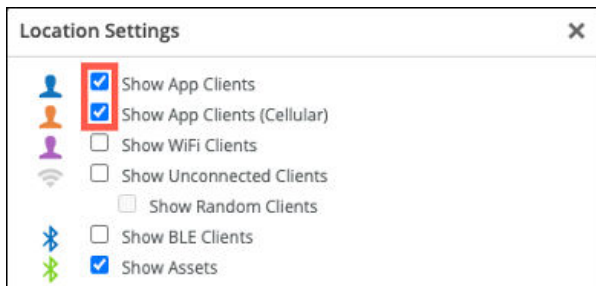 Location Settings
Show App Clients
Show App Clients (Cellular)
Show WiFi Clients
Show Unconnected Clients
Show Random Clients
Show BLE Clients
Show Assets